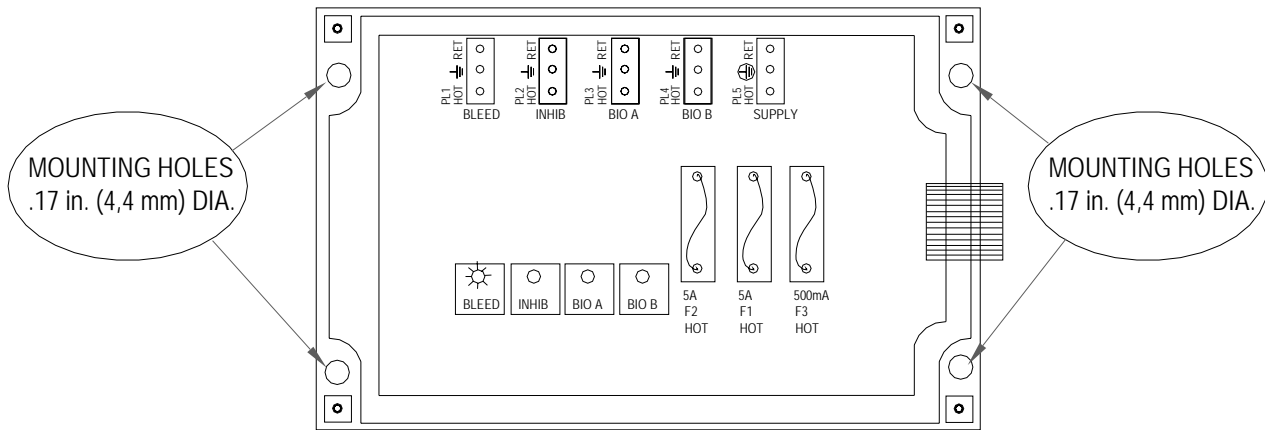 PL1 HOT RET
BLEED
PL2 HOT RET
INHIB
PL3 HOT RET
BIO A
PL4 HOT RET
BIO B
PL5 HOT RET
SUPPLY
MOUNTING HOLES
.17 in. (4,4 mm) DIA.
MOUNTING HOLES
.17 in. (4,4 mm) DIA.
BLEED
INHIB
BIO A
BIO B
5A
F2
HOT
5A
F1
HOT
500mA
F3
HOT